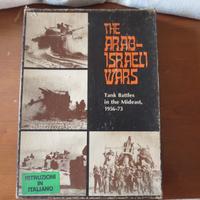 THE
ARAB-
ISRAELI
WARS
Tank Battles
in the Mideast,
1956-73
ISTRUZIONI
IN
ITALIANO